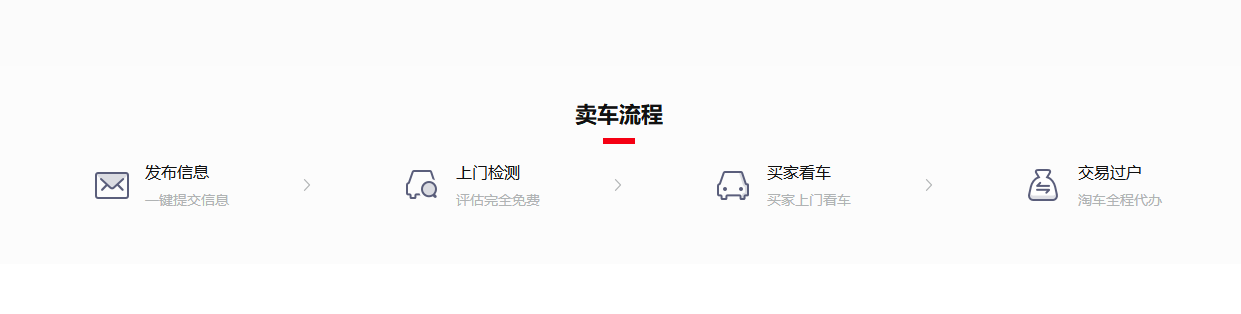 卖车流程
发布信息
一键提交信息
上门检测
评估完全免费
买家看车
买家上门看车
交易过户
淘车全程代办